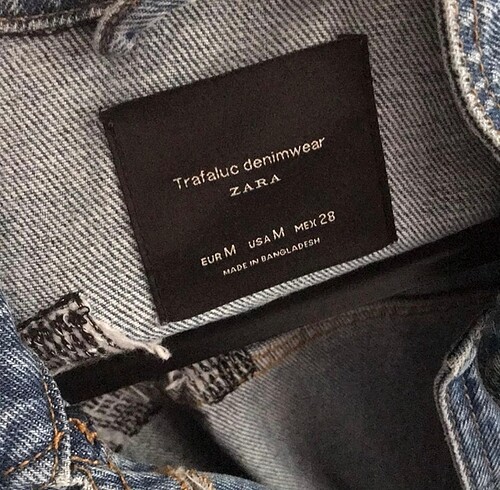 Trafaluc denimwear
ZARA
EUR M USA M MEX 28
MADE IN BANGLADESH